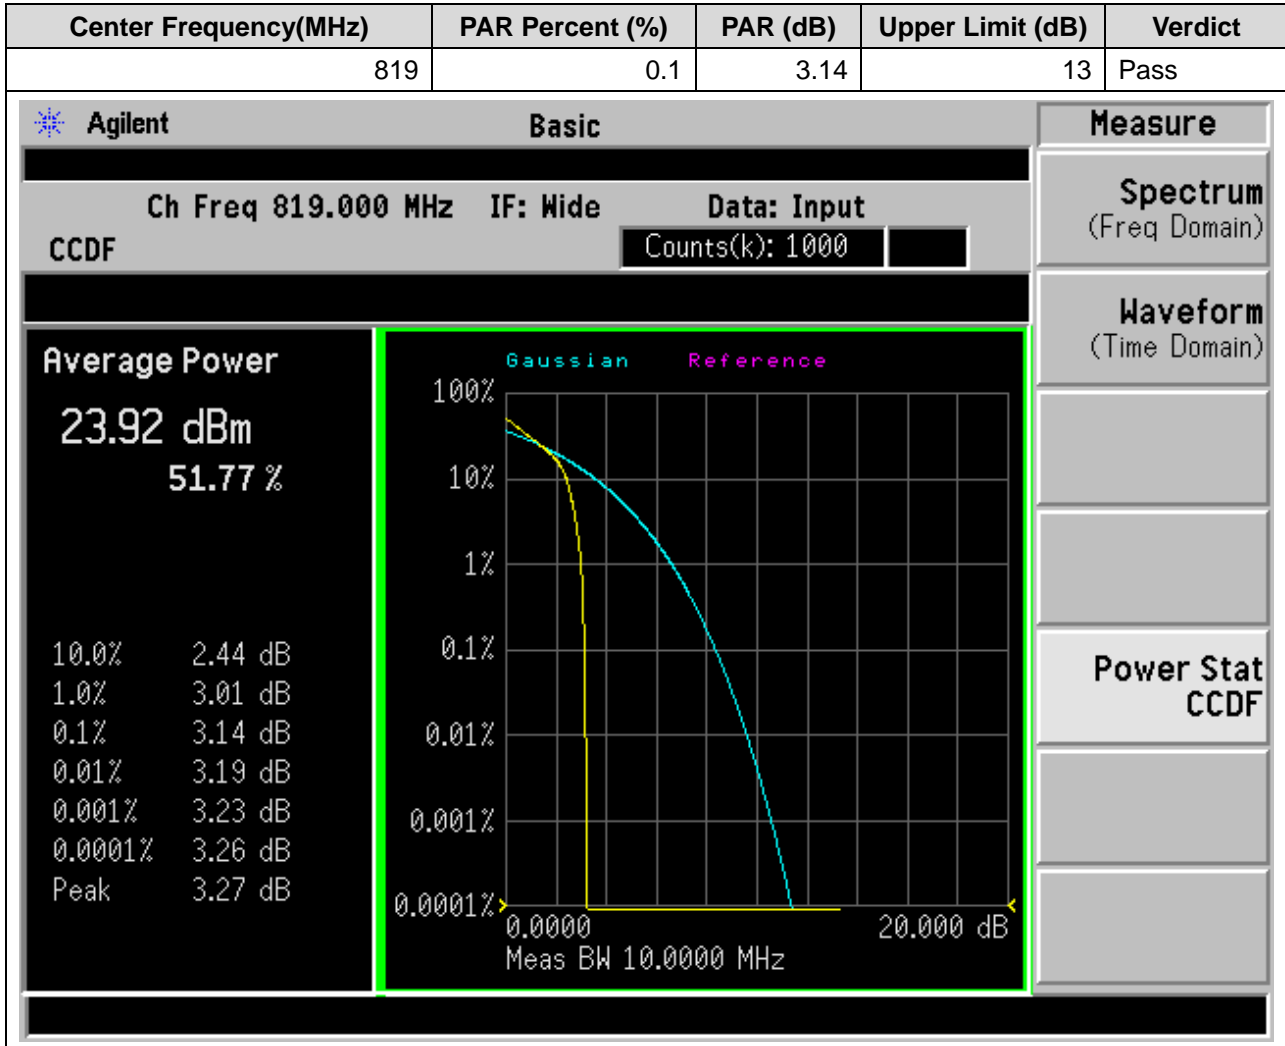 Center Frequency(MHz) PAR Percent (%) PAR (dB) Upper Limit (dB) Verdict
819 0.1 3.14 13 Pass
Agilent Basic Measure
Ch Freq 819.000 MHz IF: Wide Data: Input
CCDF Counts(k): 1000
Average Power
23.92 dBm
51.77 %
10.0% 2.44 dB
1.0% 3.01 dB
0.1% 3.14 dB
0.01% 3.19 dB
0.001% 3.23 dB
0.0001% 3.26 dB
Peak 3.27 dB
Gaussian Reference
100%
10%
1%
0.1%
0.01%
0.001%
0.0001%
0.0000 20.000 dB
Meas BW 10.0000 MHz
Spectrum
(Freq Domain)
Waveform
(Time Domain)
Power Stat
CCDF